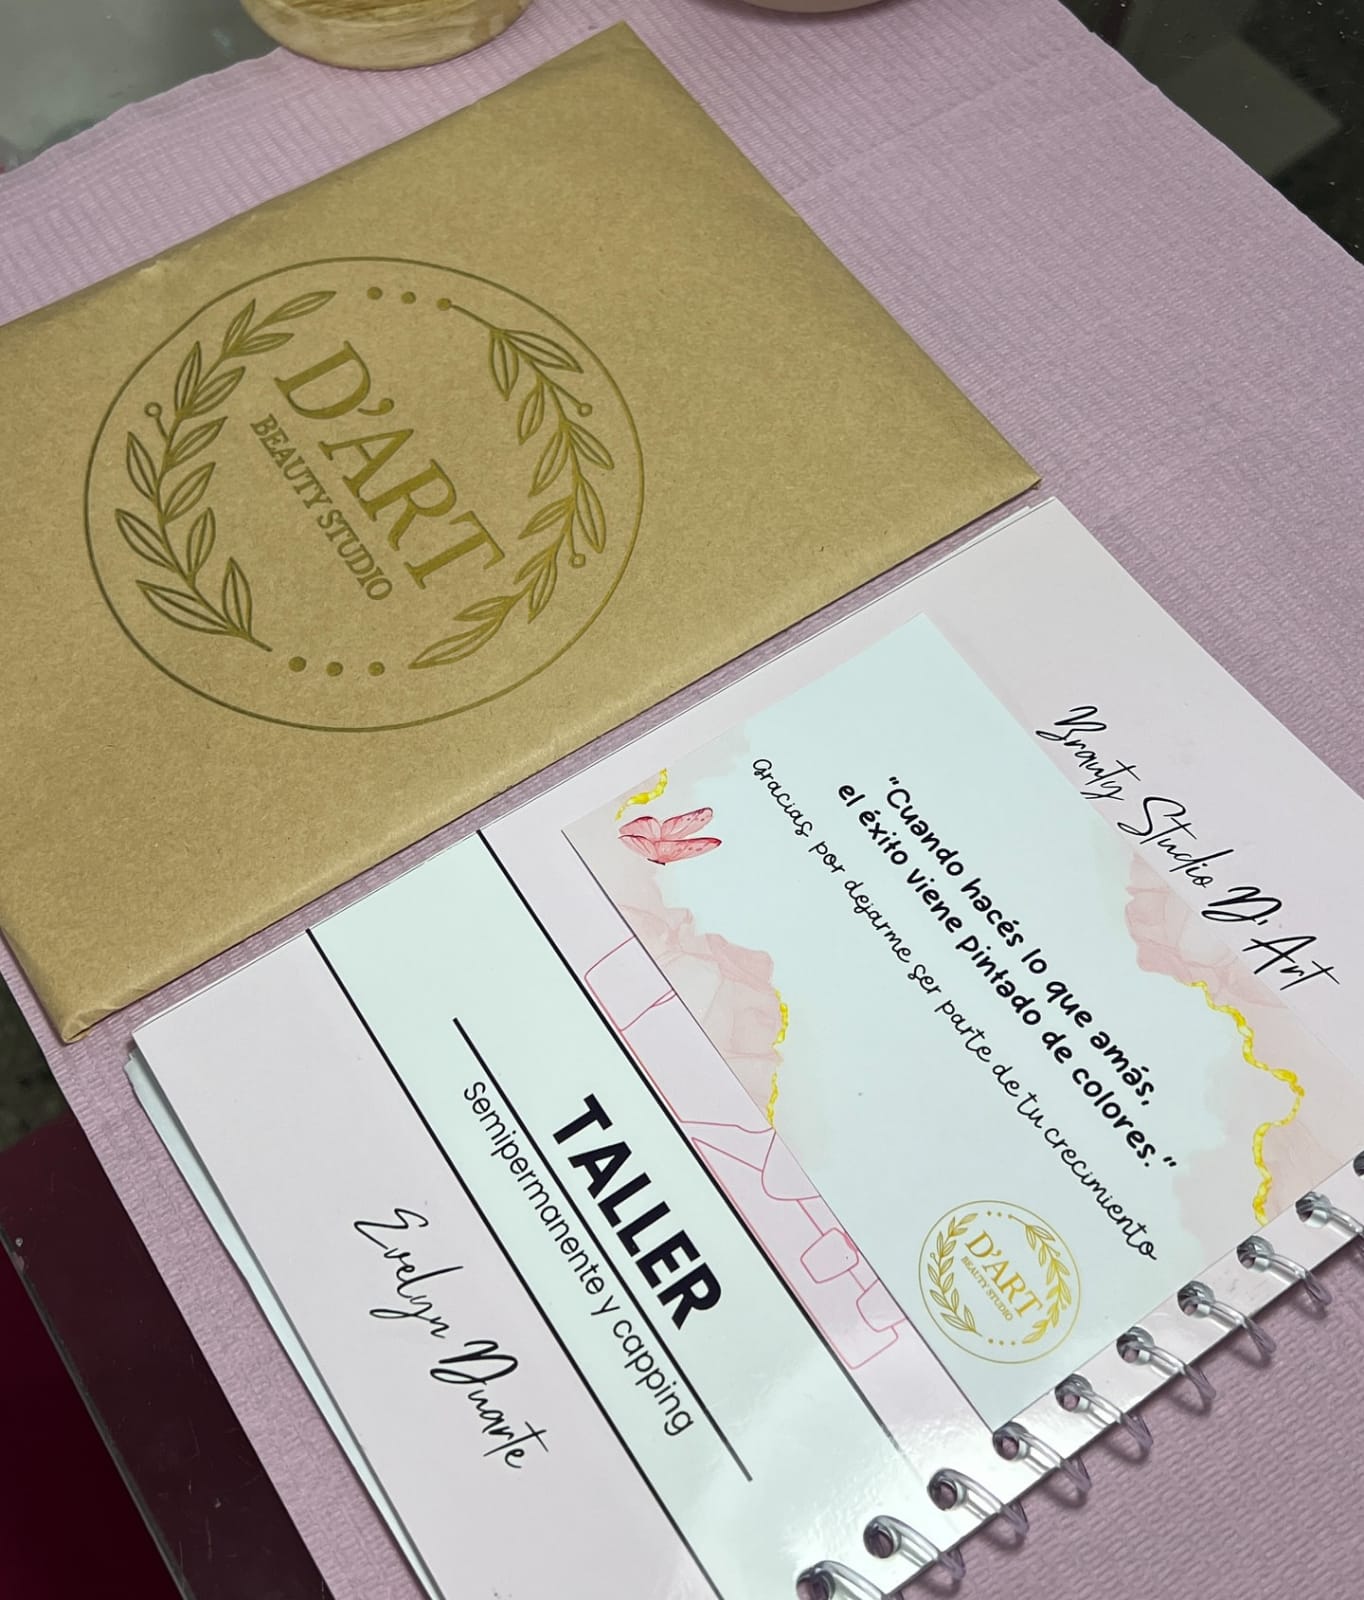 D'ART
BEAUTY STUDIO
Brauty Studio D' Art
"Cuando hacés lo que amás,
el éxito viene pintado de colores."
Gracias por dejarme ser parte de tu crecimiento
D'ART
BEAUTY STUDIO
TALLER
Semipermanente y capping
Evelyn Duarte